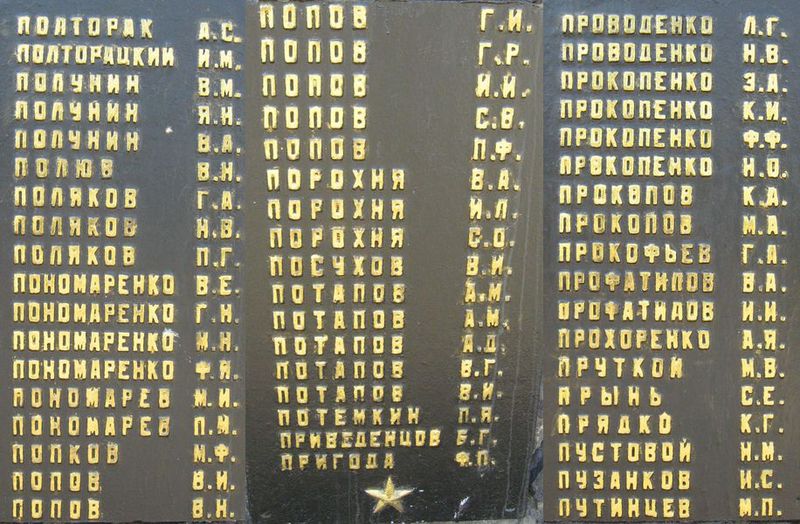 ПОЛТОРАК А.С.
ПОЛТОРАЦКИЙ И.М.
ПОЛУНИН В.М.
ПОЛУНИН Я.Н.
ПОЛУНИН В.А.
ПОЛЮВ В.Н.
ПОЛЯКОВ Г.А.
ПОЛЯКОВ Н.В.
ПОЛЯКОВ П.Г.
ПОНОМАРЕНКО В.Е.
ПОНОМАРЕНКО Г.Н.
ПОНОМАРЕНКО М.Н.
ПОНОМАРЕНКО Ф.Я.
ПОНОМАРЕВ М.И.
ПОНОМАРЕВ П.М.
ПОПКОВ М.Ф.
ПОПОВ В.И.
ПОПОВ В.Н.
ПОПОВ Г.И.
ПОПОВ Г.Р.
ПОПОВ И.И.
ПОПОВ С.В.
ПОПОВ П.Ф.
ПОРОХНЯ В.А.
ПОРОХНЯ И.Л.
ПОРОХНЯ С.О.
ПОСУХОВ В.И.
ПОТАПОВ А.М.
ПОТАПОВ А.М.
ПОТАПОВ А.Д.
ПОТАПОВ В.Г.
ПОТАПОВ В.И.
ПОТЕМКИН П.Я.
ПРИВЕДЕНЦОВ Б.Г.
ПРИГОДА Ф.П.
ПРОВОДЕНКО Л.Г.
ПРОВОДЕНКО Н.В.
ПРОКОПЕНКО З.А.
ПРОКОПЕНКО К.И.
ПРОКОПЕНКО Ф.Ф.
ПРОКОПЕНКО Н.О.
ПРОКОПОВ К.А.
ПРОКОПОВ М.А.
ПРОКОФЬЕВ Г.А.
ПРОФАТИЛОВ В.А.
ПРОФАТИЛОВ И.И.
ПРОХОРЕНКО А.Я.
ПРУТКОЙ М.В.
ПРЫНЬ С.Е.
ПРЯДКО К.Г.
ПУСТОВОЙ Н.М.
ПУЗАНКОВ И.С.
ПУТИНЦЕВ М.П.